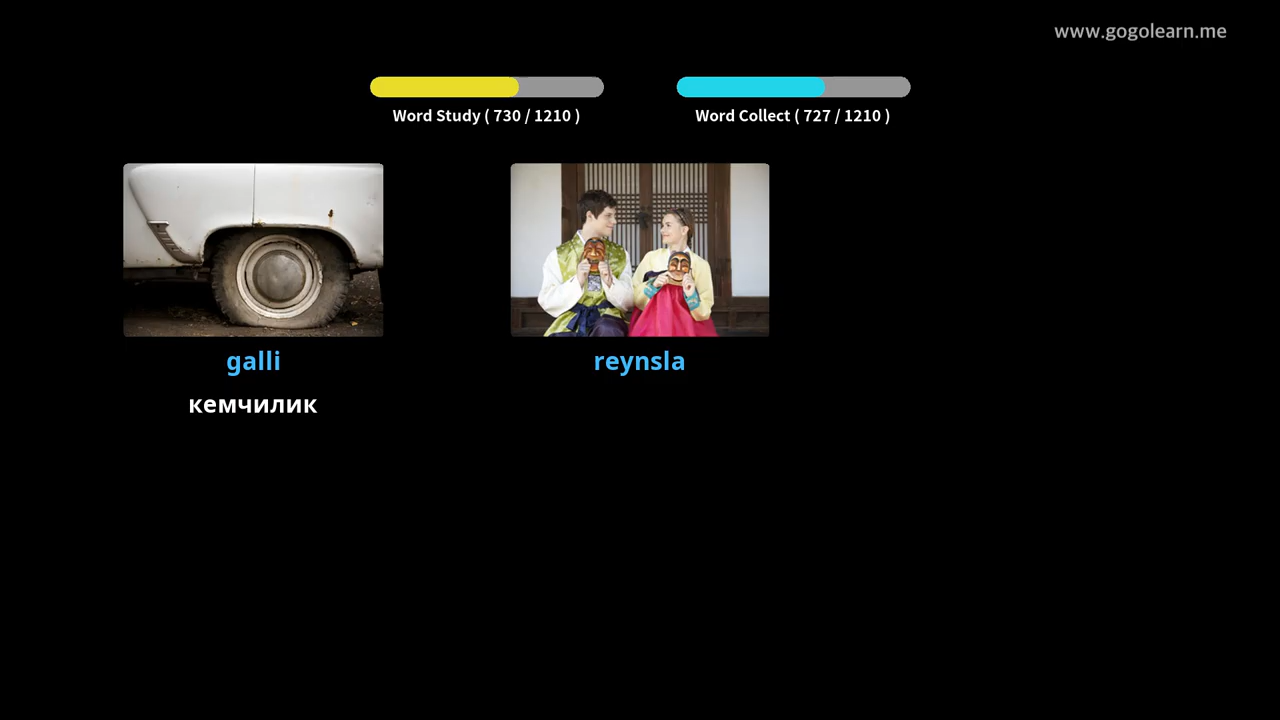 www.gogolearn.me
Word Study ( 730 / 1210 )
Word Collect ( 727 / 1210 )
galli
reynsla
кемчилик